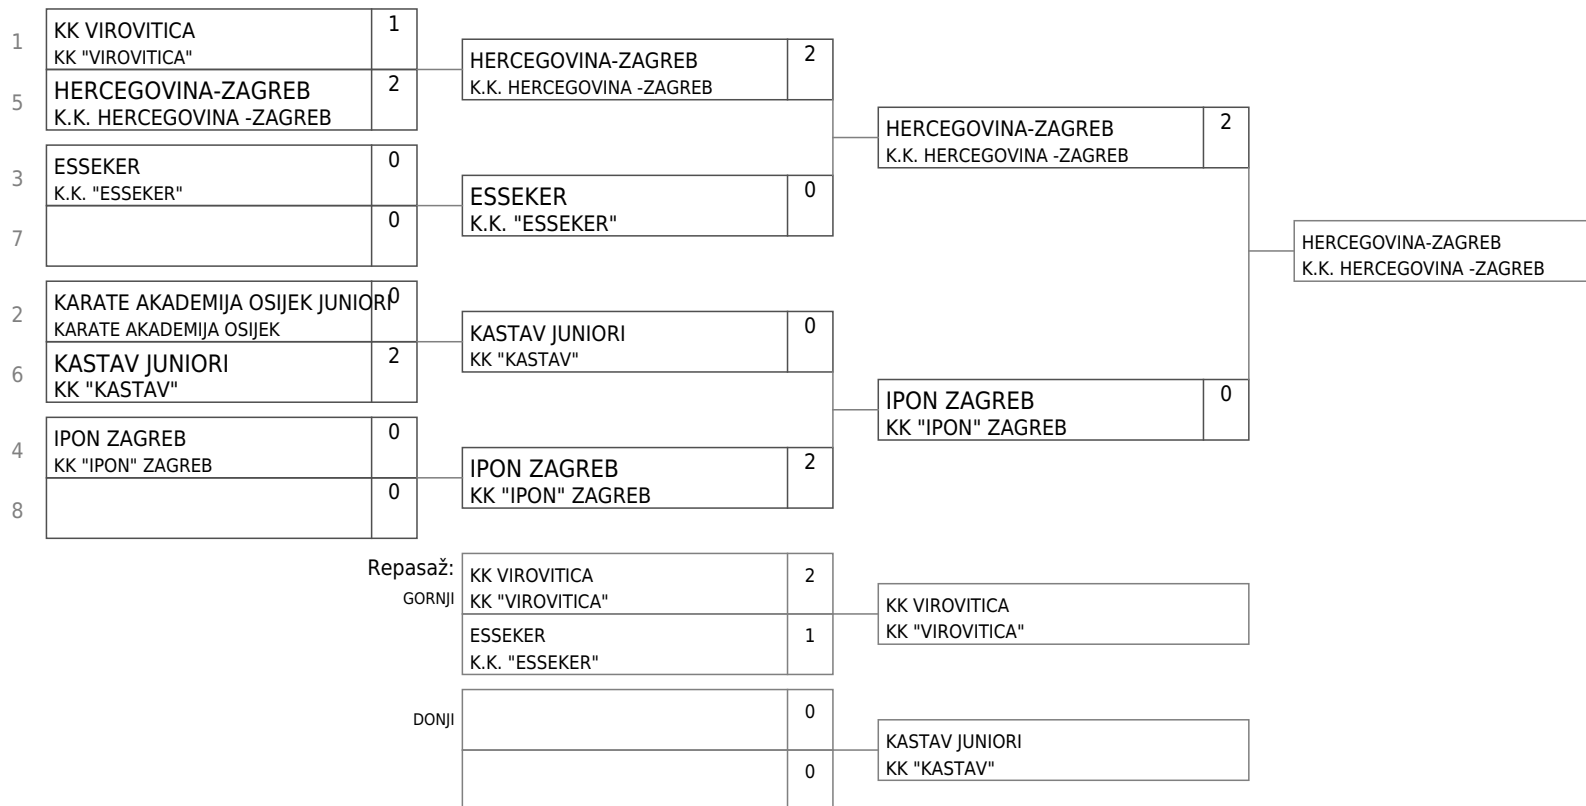 1
KK VIROVITICA
KK "VIROVITICA"
1
5
HERCEGOVINA-ZAGREB
K.K. HERCEGOVINA -ZAGREB
2
3
ESSEKER
K.K. "ESSEKER"
0
7
0
2
KARATE AKADEMIJA OSIJEK JUNIORI
KARATE AKADEMIJA OSIJEK
0
6
KASTAV JUNIORI
KK "KASTAV"
2
4
IPON ZAGREB
KK "IPON" ZAGREB
0
8
0
HERCEGOVINA-ZAGREB
K.K. HERCEGOVINA -ZAGREB
2
ESSEKER
K.K. "ESSEKER"
0
KASTAV JUNIORI
KK "KASTAV"
0
IPON ZAGREB
KK "IPON" ZAGREB
2
HERCEGOVINA-ZAGREB
K.K. HERCEGOVINA -ZAGREB
2
IPON ZAGREB
KK "IPON" ZAGREB
0
HERCEGOVINA-ZAGREB
K.K. HERCEGOVINA -ZAGREB
Repasaž:
GORNJI
KK VIROVITICA
KK "VIROVITICA"
2
ESSEKER
K.K. "ESSEKER"
1
KK VIROVITICA
KK "VIROVITICA"
DONJI
0
0
KASTAV JUNIORI
KK "KASTAV"